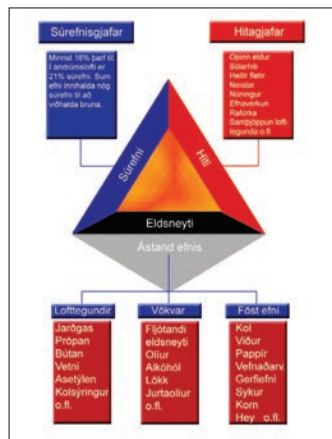 Súrefnisgjafar
Minnst 16% þarf til.
Í andrúmslofti er
21% súrefni. Sum
efni innihalda nóg
súrefni til að
viðhalda bruna.
Hitagjafar
Opinn eldur
Sólarhiti
Heitir fletir
Neistar
Núningur
Efnaverkun
Raforka
Samþjöppun loft-
tegunda o.fl.
Súrefni
Hiti
Eldsneyti
Ástand efnis
Lofttegundir
Jarðgas
Própan
Bútan
Vetni
Asetýlen
Kolsýringur
o.fl.
Vökvar
Fljótandi
eldsneyti
Olíur
Alkóhól
Lökk
Jurtaolíur
o.fl.
Föst efni
Kol
Viður
Pappír
Vefnaðarv.
Gerfiefni
Sykur
Korn
Hey o.fl.